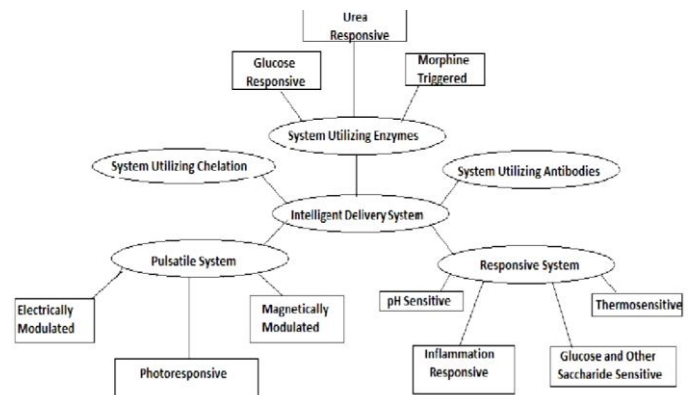 Urea
Responsive
Glucose
Responsive
Morphine
Triggered
System Utilizing Enzymes
System Utilizing Chelation
System Utilizing Antibodies
Intelligent Delivery System
Pulsatile System
Responsive System
Electrically
Modulated
Magnetically
Modulated
Photoresponsive
pH Sensitive
Thermosensitive
Inflammation
Responsive
Glucose and Other
Saccharide Sensitive